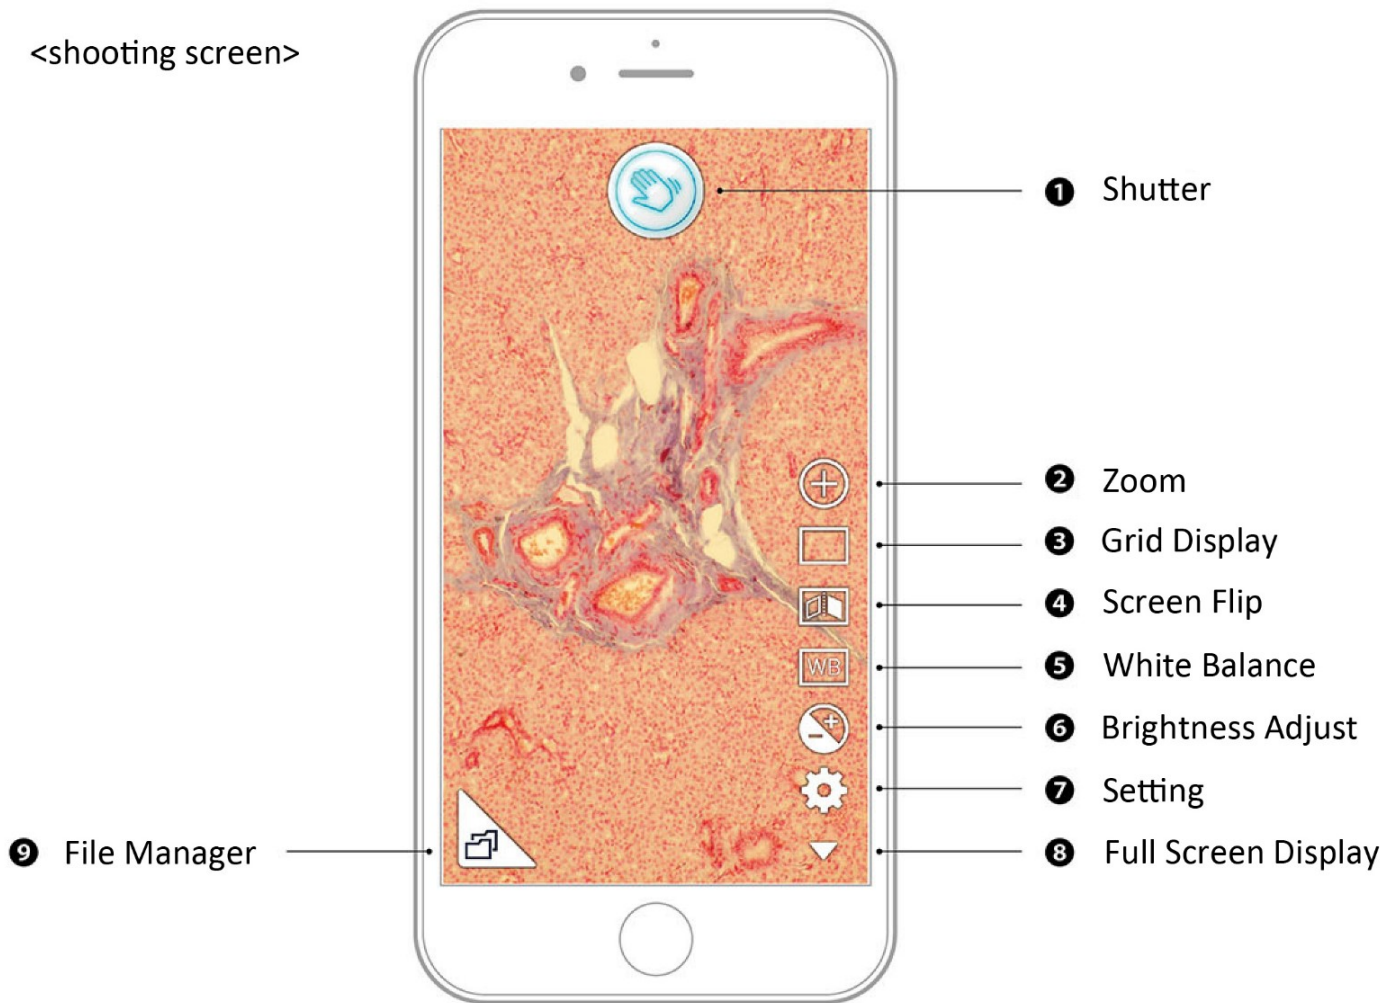 <shooting screen>
❶ Shutter
❷ Zoom
❸ Grid Display
❹ Screen Flip
WB
❺ White Balance
❻ Brightness Adjust
❼ Setting
❽ Full Screen Display
❾ File Manager